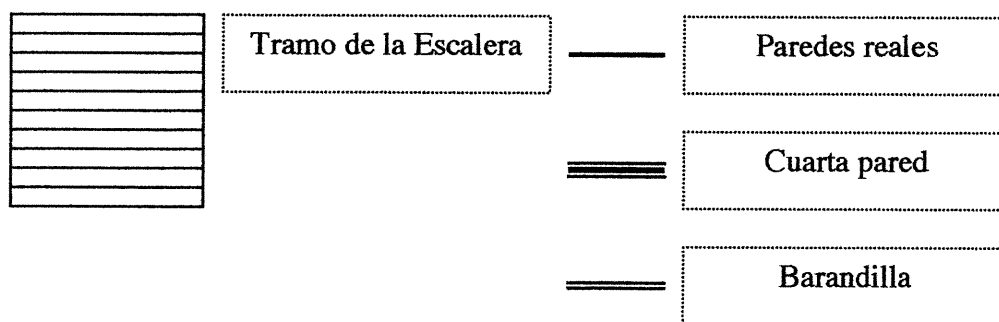 Tramo de la Escalera
Paredes reales
Cuarta pared
Barandilla